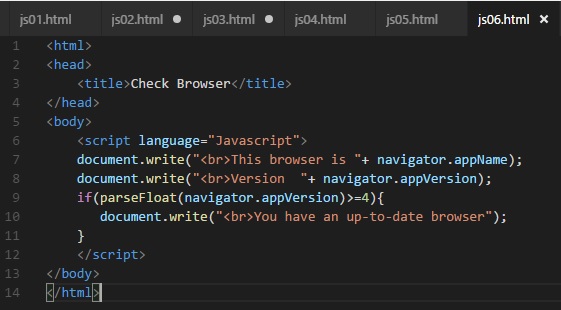 js01.html js02.html ● js03.html ● js04.html js05.html js06.html ×
1 <html>
2 <head>
3     <title>Check Browser</title>
4 </head>
5 <body>
6     <script language="Javascript">
7     document.write("<br>This browser is "+ navigator.appName);
8     document.write("<br>Version  "+ navigator.appVersion);
9     if(parseFloat(navigator.appVersion)>=4){
10        document.write("<br>You have an up-to-date browser");
11     }
12     </script>
13 </body>
14 </html>